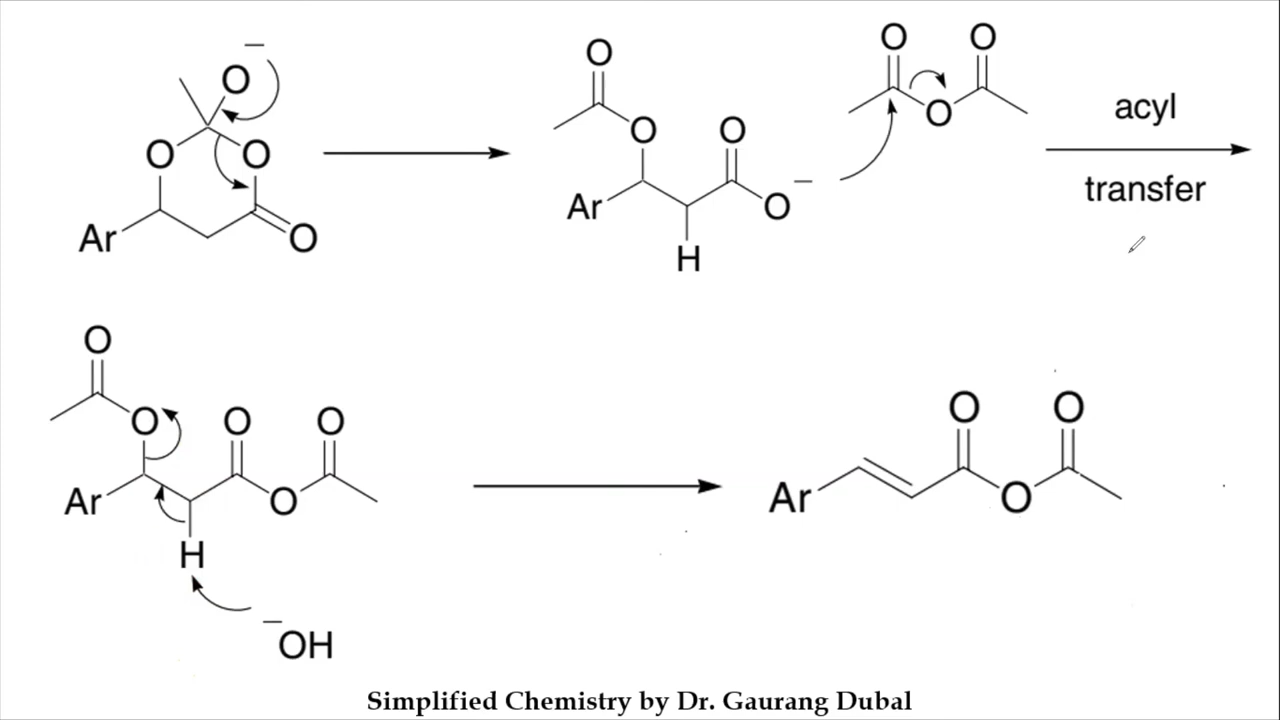 O⁻
O
O
Ar
O
O
O
O
Ar
O⁻
H
O
O
O
acyl
transfer
O
O
O
O
Ar
O
H
⁻OH
O
O
Ar
O
Simplified Chemistry by Dr. Gaurang Dubal